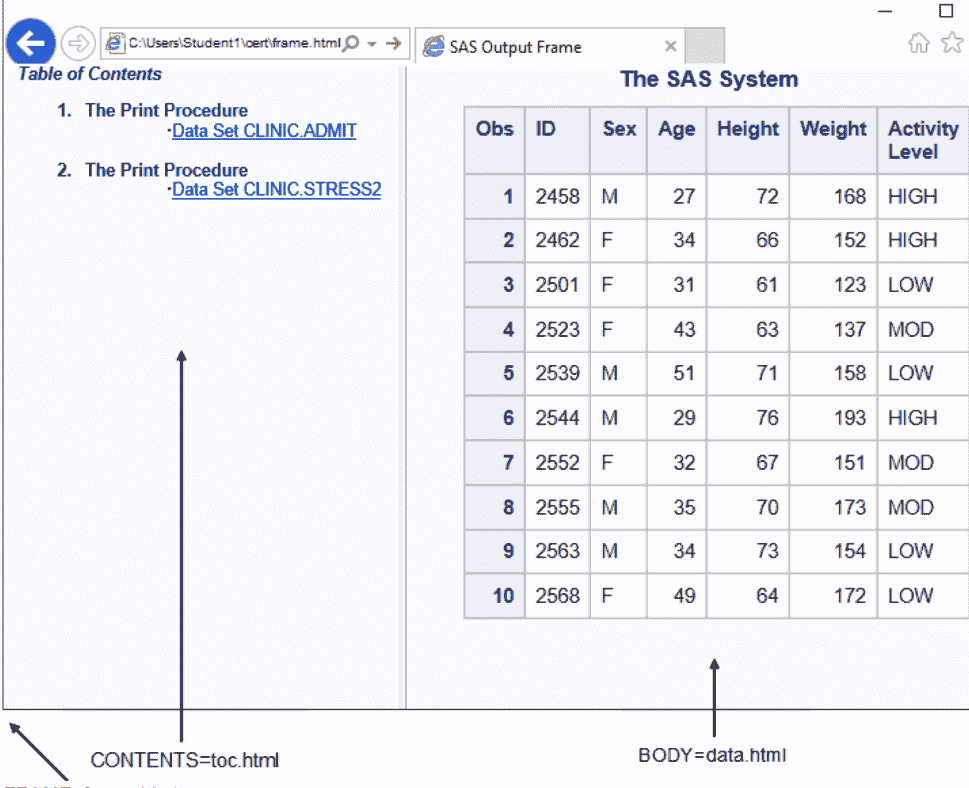 C:\Users\Student1\cert\frame.html
SAS Output Frame
Table of Contents
1. The Print Procedure
·Data Set CLINIC.ADMIT
2. The Print Procedure
·Data Set CLINIC.STRESS2
The SAS System
Obs ID Sex Age Height Weight Activity Level
1 2458 M 27 72 168 HIGH
2 2462 F 34 66 152 HIGH
3 2501 F 31 61 123 LOW
4 2523 F 43 63 137 MOD
5 2539 M 51 71 158 LOW
6 2544 M 29 76 193 HIGH
7 2552 F 32 67 151 MOD
8 2555 M 35 70 173 MOD
9 2563 M 34 73 154 LOW
10 2568 F 49 64 172 LOW
CONTENTS=toc.html
BODY=data.html